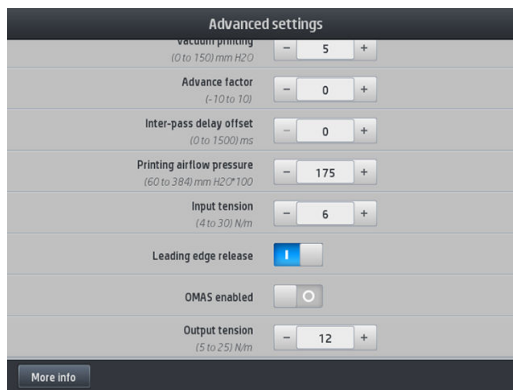 Advanced settings
Vacuum printing
(0 to 150) mm H2O
- 5 +
Advance factor
(-10 to 10)
- 0 +
Inter-pass delay offset
(0 to 1500) ms
- 0 +
Printing airflow pressure
(60 to 384) mm H2O*100
- 175 +
Input tension
(4 to 30) N/m
- 6 +
Leading edge release
OMAS enabled
Output tension
(5 to 25) N/m
- 12 +
More info